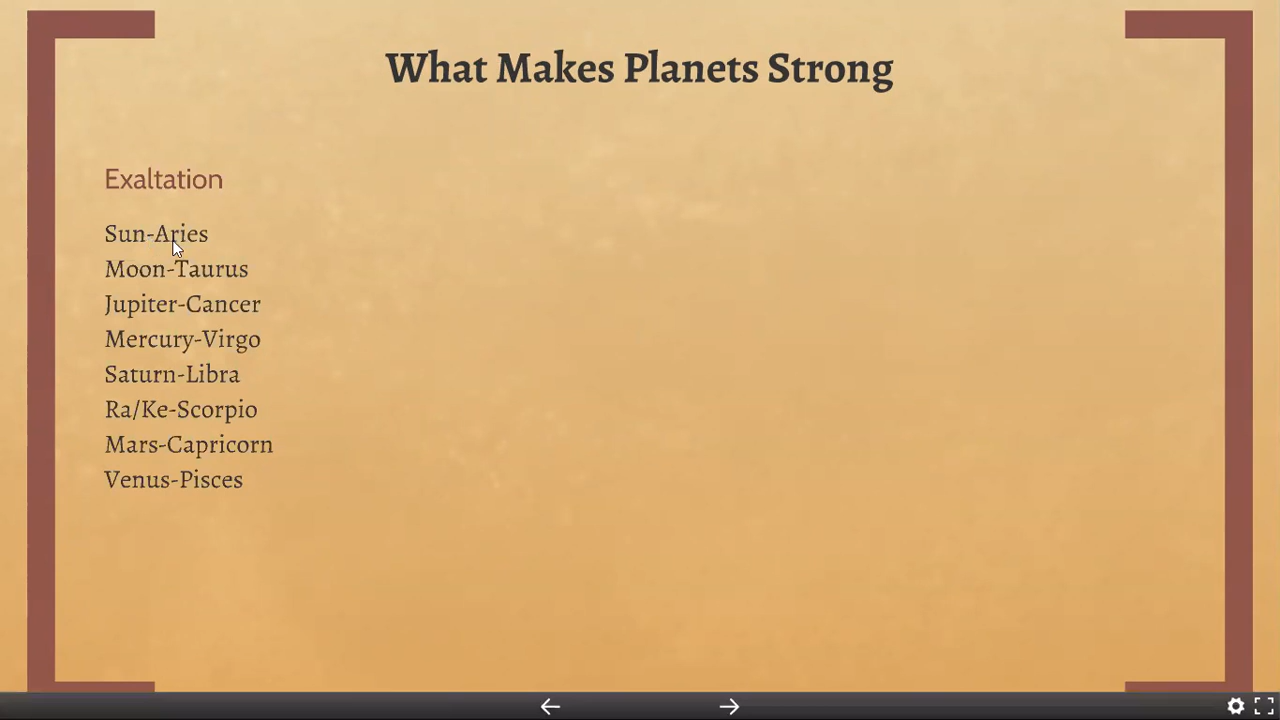 What Makes Planets Strong
Exaltation
Sun-Aries
Moon-Taurus
Jupiter-Cancer
Mercury-Virgo
Saturn-Libra
Ra/Ke-Scorpio
Mars-Capricorn
Venus-Pisces